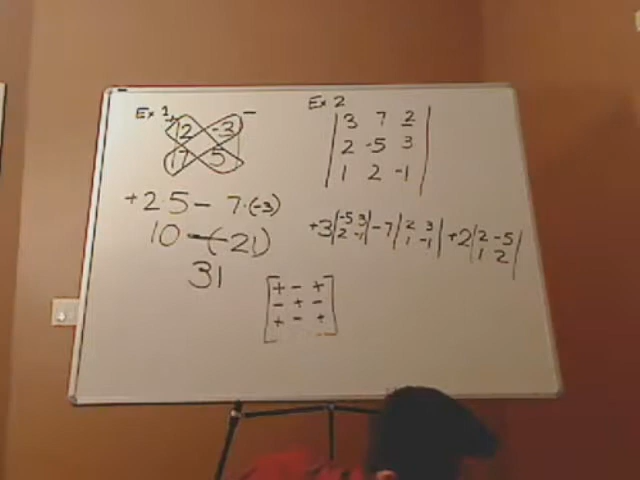 Ex 1
+ -
|2 -3|
|7 5|
+2·5 - 7·(-3)
10 - (-21)
31
Ex 2
|3 7 2|
|2 -5 3|
|1 2 -1|
+3|-5 3| -7|2 3| +2|2 -5|
|2 -1| |1 -1| |1 2|
[+ - +]
[- + -]
[+ - +]